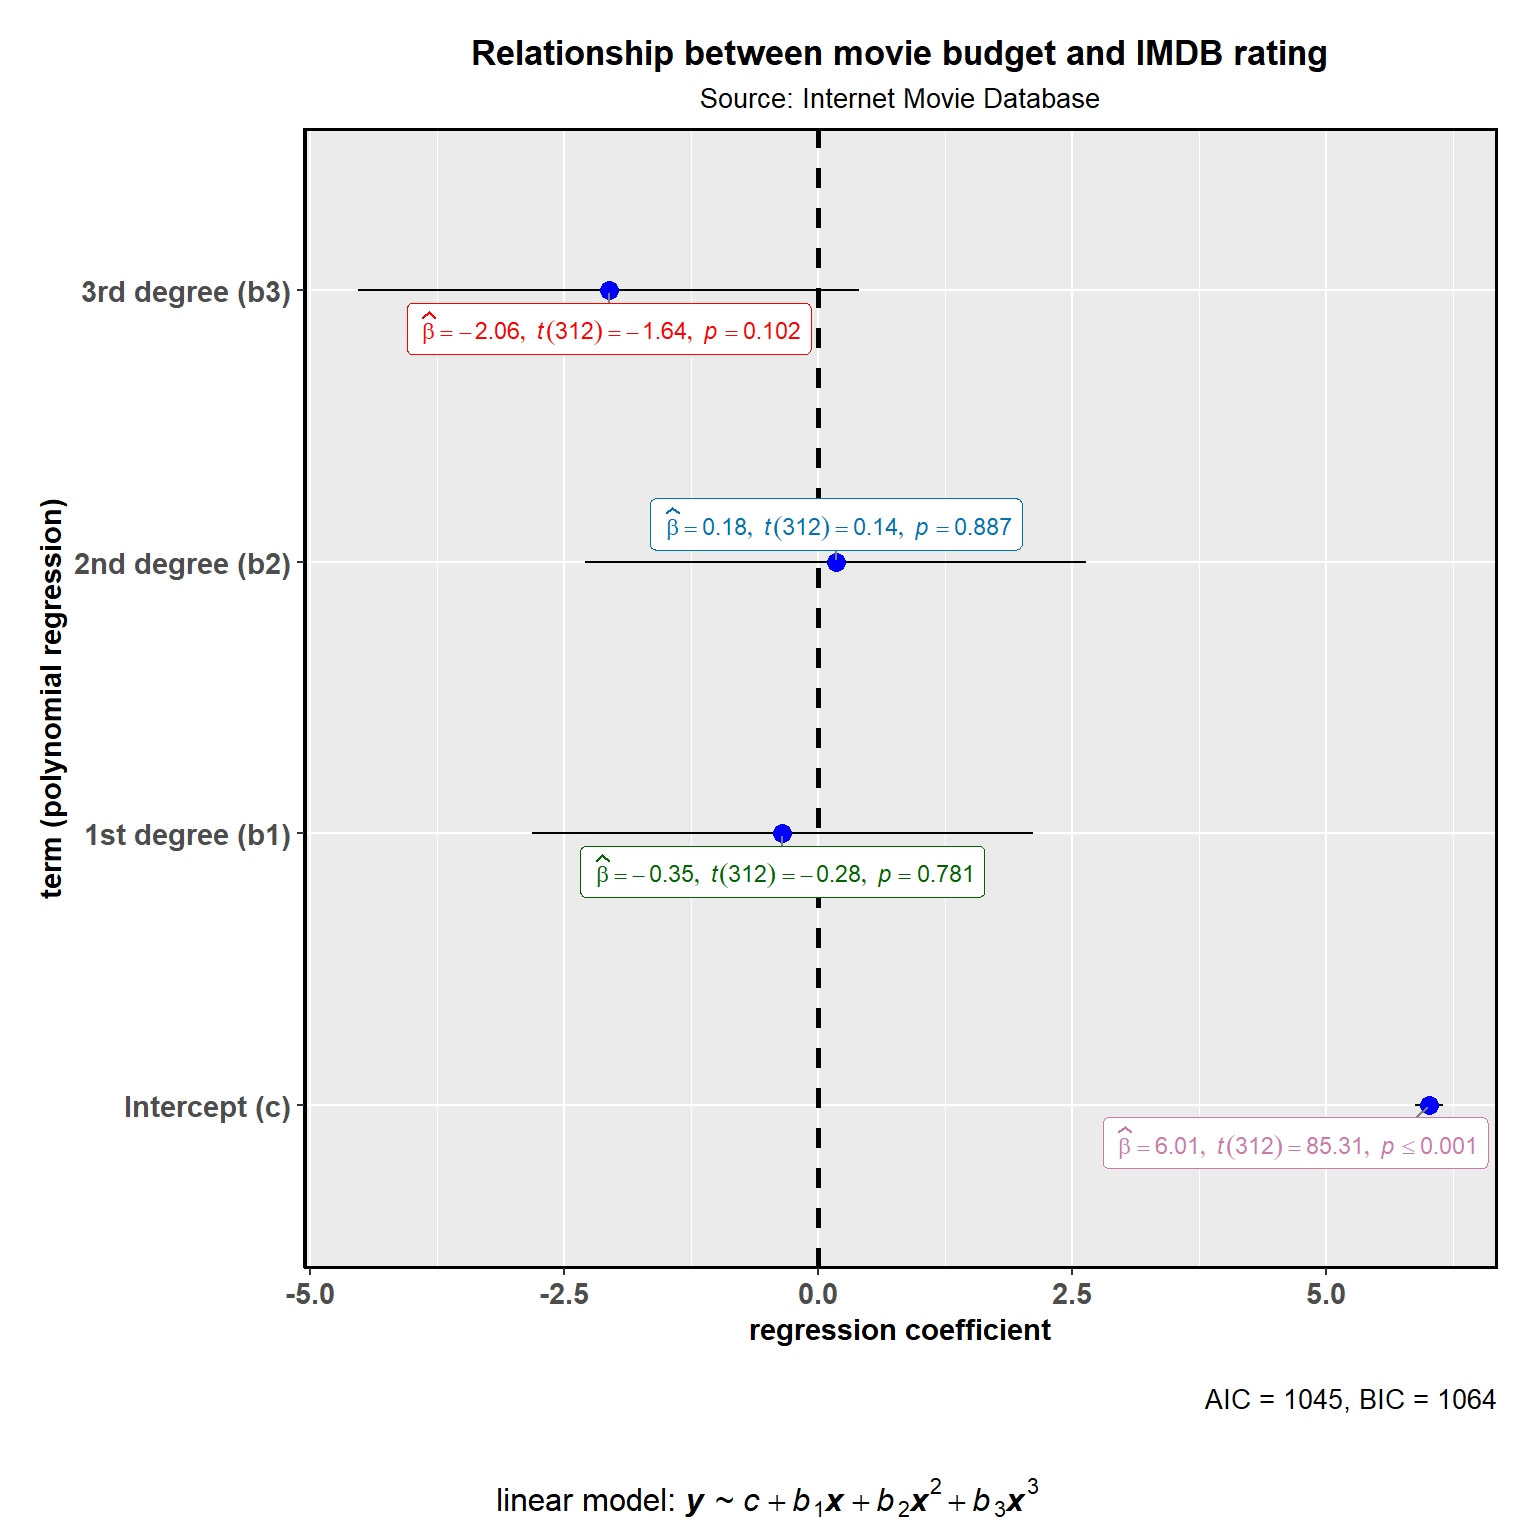 Relationship between movie budget and IMDB rating
Source: Internet Movie Database
term (polynomial regression)
3rd degree (b3)
β̂ = −2.06, t(312) = −1.64, p = 0.102
2nd degree (b2)
β̂ = 0.18, t(312) = 0.14, p = 0.887
1st degree (b1)
β̂ = −0.35, t(312) = −0.28, p = 0.781
Intercept (c)
β̂ = 6.01, t(312) = 85.31, p ≤ 0.001
-5.0 -2.5 0.0 2.5 5.0
regression coefficient
AIC = 1045, BIC = 1064
linear model: y ~ c + b₁x + b₂x² + b₃x³